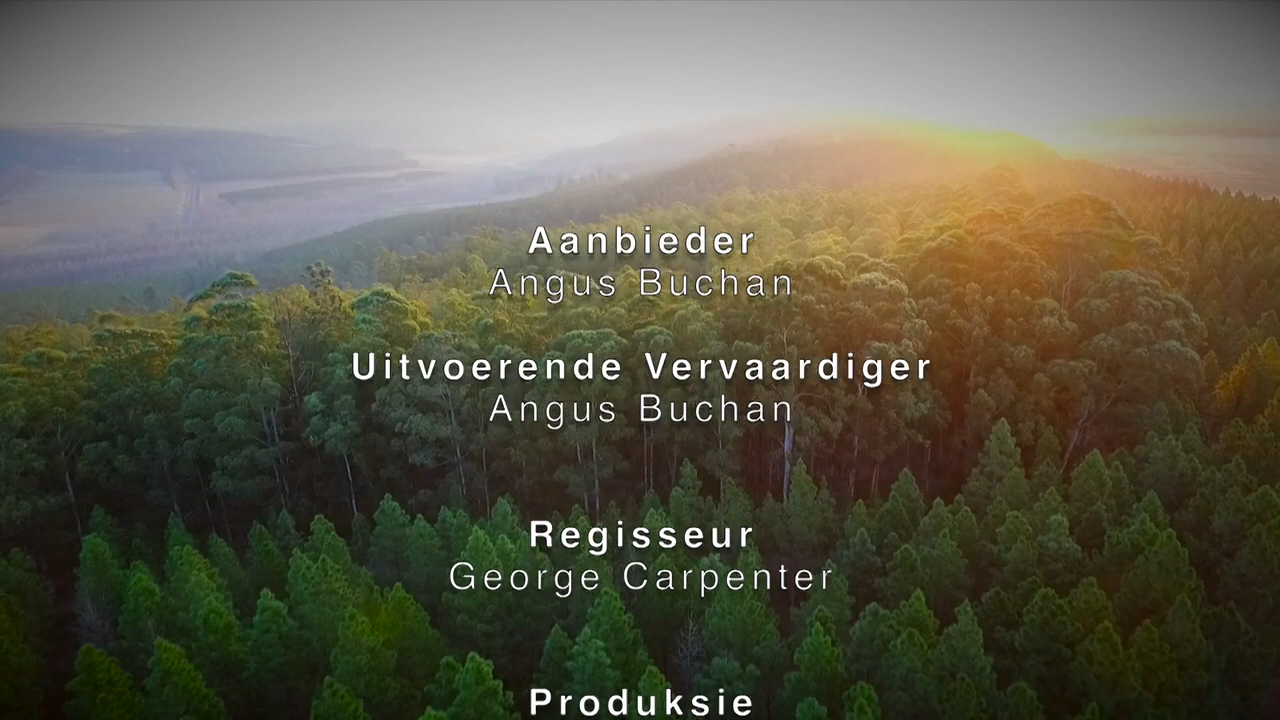 Aanbieder
Angus Buchan
Uitvoerende Vervaardiger
Angus Buchan
Regisseur
George Carpenter
Produksie